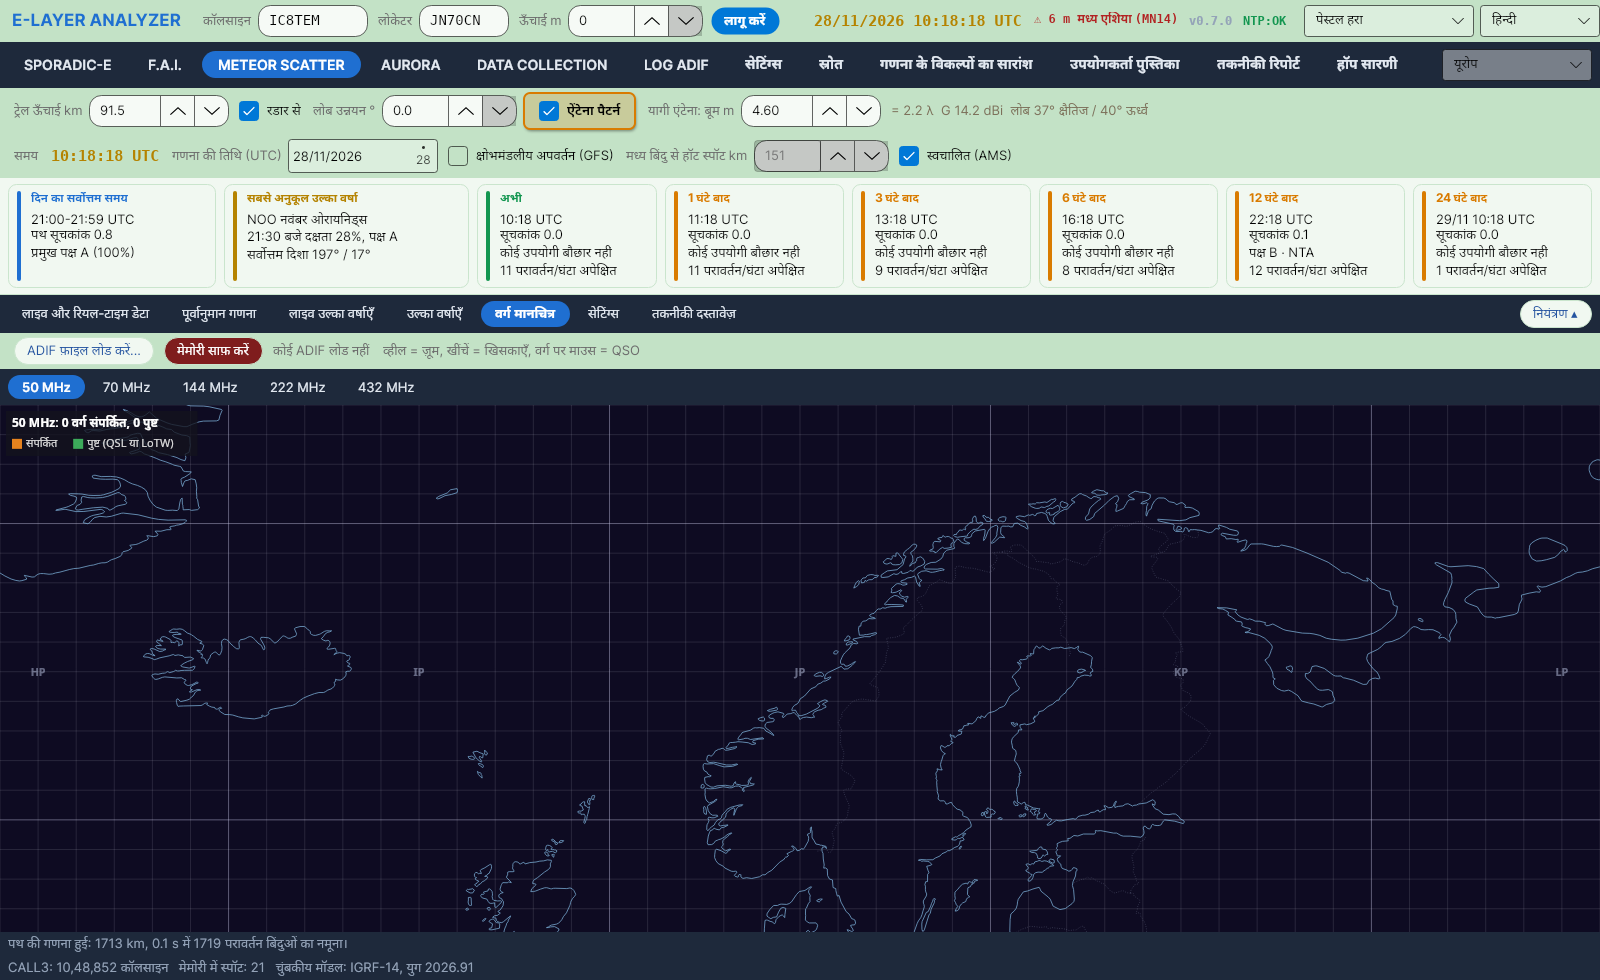 E-LAYER ANALYZER कॉलसाइन IC8TEM लोकेटर JN70CN ऊँचाई m 0 लागू करें 28/11/2026 10:18:18 UTC ⚠ 6 m मध्य एशिया (MN14) v0.7.0 NTP:OK पेस्टल हरा हिन्दी
SPORADIC-E F.A.I. METEOR SCATTER AURORA DATA COLLECTION LOG ADIF सेटिंग्स स्रोत गणना के विकल्पों का सारांश उपयोगकर्ता पुस्तिका तकनीकी रिपोर्ट हॉप सारणी यूरोप
ट्रेल ऊँचाई km 91.5 रडार से लोब उन्नयन ° 0.0 ऐंटेना पैटर्न यागी एंटेना: बूम m 4.60 = 2.2 λ G 14.2 dBi लोब 37° क्षैतिज / 40° ऊर्ध्व
समय 10:18:18 UTC गणना की तिथि (UTC) 28/11/2026 28 क्षोभमंडलीय अपवर्तन (GFS) मध्य बिंदु से हॉट स्पॉट km 151 स्वचालित (AMS)
दिन का सर्वोत्तम समय
21:00-21:59 UTC
पथ सूचकांक 0.8
प्रमुख पक्ष A (100%)
सबसे अनुकूल उल्का वर्षा
NOO नवंबर ओरायनिड्स
21:30 बजे दक्षता 28%, पक्ष A
सर्वोत्तम दिशा 197° / 17°
अभी
10:18 UTC
सूचकांक 0.0
कोई उपयोगी बौछार नही
11 परावर्तन/घंटा अपेक्षित
1 घंटे बाद
11:18 UTC
सूचकांक 0.0
कोई उपयोगी बौछार नही
11 परावर्तन/घंटा अपेक्षित
3 घंटे बाद
13:18 UTC
सूचकांक 0.0
कोई उपयोगी बौछार नही
9 परावर्तन/घंटा अपेक्षित
6 घंटे बाद
16:18 UTC
सूचकांक 0.0
कोई उपयोगी बौछार नही
8 परावर्तन/घंटा अपेक्षित
12 घंटे बाद
22:18 UTC
सूचकांक 0.1
पक्ष B · NTA
12 परावर्तन/घंटा अपेक्षित
24 घंटे बाद
29/11 10:18 UTC
सूचकांक 0.0
कोई उपयोगी बौछार नही
1 परावर्तन/घंटा अपेक्षित
लाइव और रियल-टाइम डेटा पूर्वानुमान गणना लाइव उल्का वर्षाएँ उल्का वर्षाएँ वर्ग मानचित्र सेटिंग्स तकनीकी दस्तावेज़ नियंत्रण ▴
ADIF फ़ाइल लोड करें... मेमोरी साफ़ करें कोई ADIF लोड नहीं व्हील = ज़ूम, खींचें = खिसकाएँ, वर्ग पर माउस = QSO
50 MHz 70 MHz 144 MHz 222 MHz 432 MHz
50 MHz: 0 वर्ग संपर्कित, 0 पुष्ट
संपर्कित पुष्ट (QSL या LoTW)
HP IP JP KP LP
पथ की गणना हुई: 1713 km, 0.1 s में 1719 परावर्तन बिंदुओं का नमूना।
CALL3: 10,48,852 कॉलसाइन मेमोरी में स्पॉट: 21 चुंबकीय मॉडल: IGRF-14, युग 2026.91